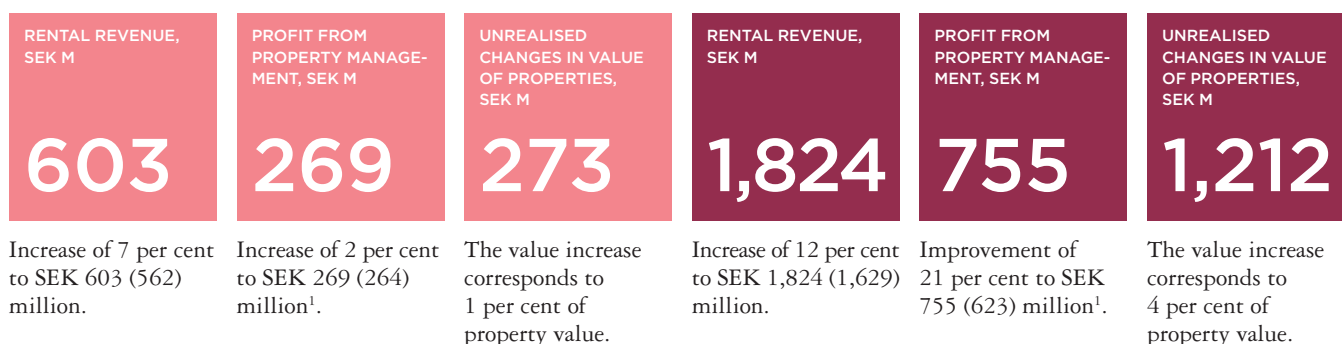 RENTAL REVENUE,
SEK M
603
Increase of 7 per cent
to SEK 603 (562)
million.
PROFIT FROM
PROPERTY MANAGE-
MENT, SEK M
269
Increase of 2 per cent
to SEK 269 (264)
million¹.
UNREALISED
CHANGES IN VALUE
OF PROPERTIES,
SEK M
273
The value increase
corresponds to
1 per cent of
property value.
RENTAL REVENUE,
SEK M
1,824
Increase of 12 per cent
to SEK 1,824 (1,629)
million.
PROFIT FROM
PROPERTY MANAGE-
MENT, SEK M
755
Improvement of
21 per cent to SEK
755 (623) million¹.
UNREALISED
CHANGES IN VALUE
OF PROPERTIES,
SEK M
1,212
The value increase
corresponds to
4 per cent of
property value.